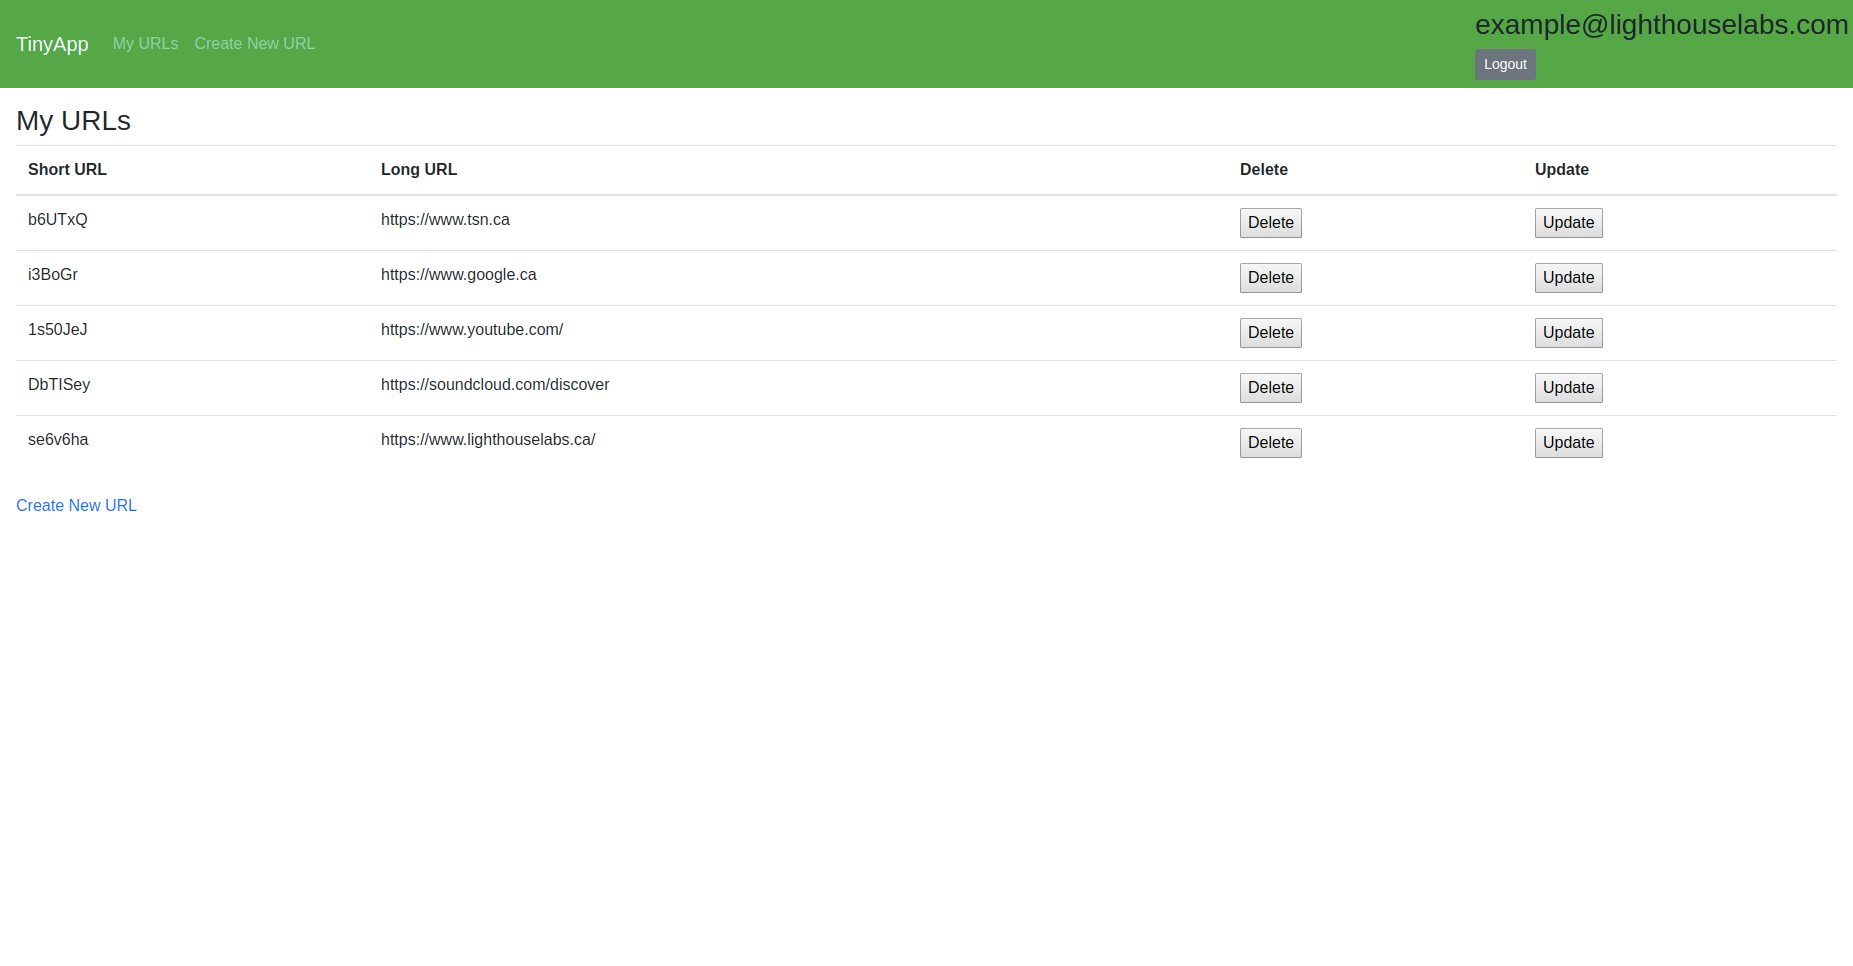 TinyApp My URLs Create New URL example@lighthouselabs.com
Logout
My URLs
Short URL Long URL Delete Update
b6UTxQ https://www.tsn.ca Delete Update
i3BoGr https://www.google.ca Delete Update
1s50JeJ https://www.youtube.com/ Delete Update
DbTISey https://soundcloud.com/discover Delete Update
se6v6ha https://www.lighthouselabs.ca/ Delete Update
Create New URL